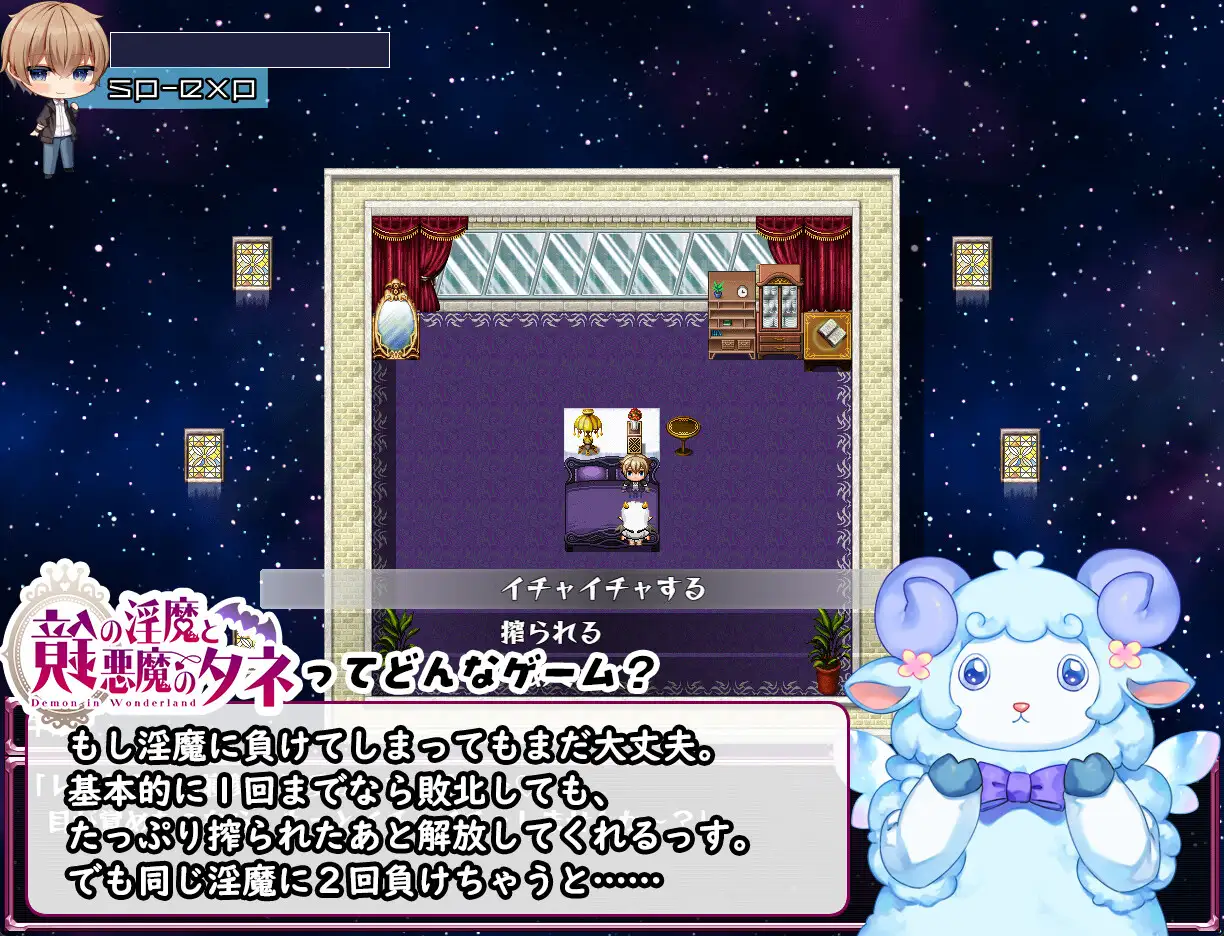 sp-exp
イチャイチャする
搾られる
の淫魔と
悪魔のタネってどんなゲーム？
Demon in Wonderland
もし淫魔に負けてしまってもまだ大丈夫。
基本的に１回までなら敗北しても、
たっぷり搾られたあと解放してくれるっす。
でも同じ淫魔に２回負けちゃうと……